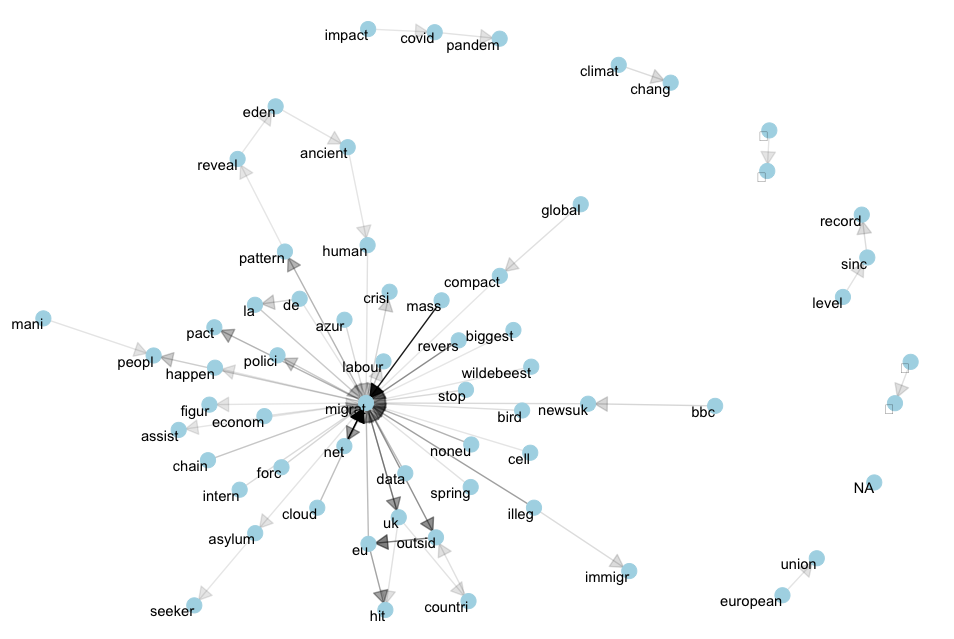 impact
covid
pandem
climat
chang
eden
ancient
reveal
global
record
human
pattern
sinc
compact
level
crisi
mass
la
de
mani
azur
pact
revers
biggest
peopl
happen
polici
labour
wildebeest
stop
migrat
figur
econom
bird
newsuk
bbc
assist
net
noneu
cell
chain
forc
data
intern
spring
NA
cloud
uk
illeg
asylum
eu
outsid
union
immigr
european
seeker
hit
countri